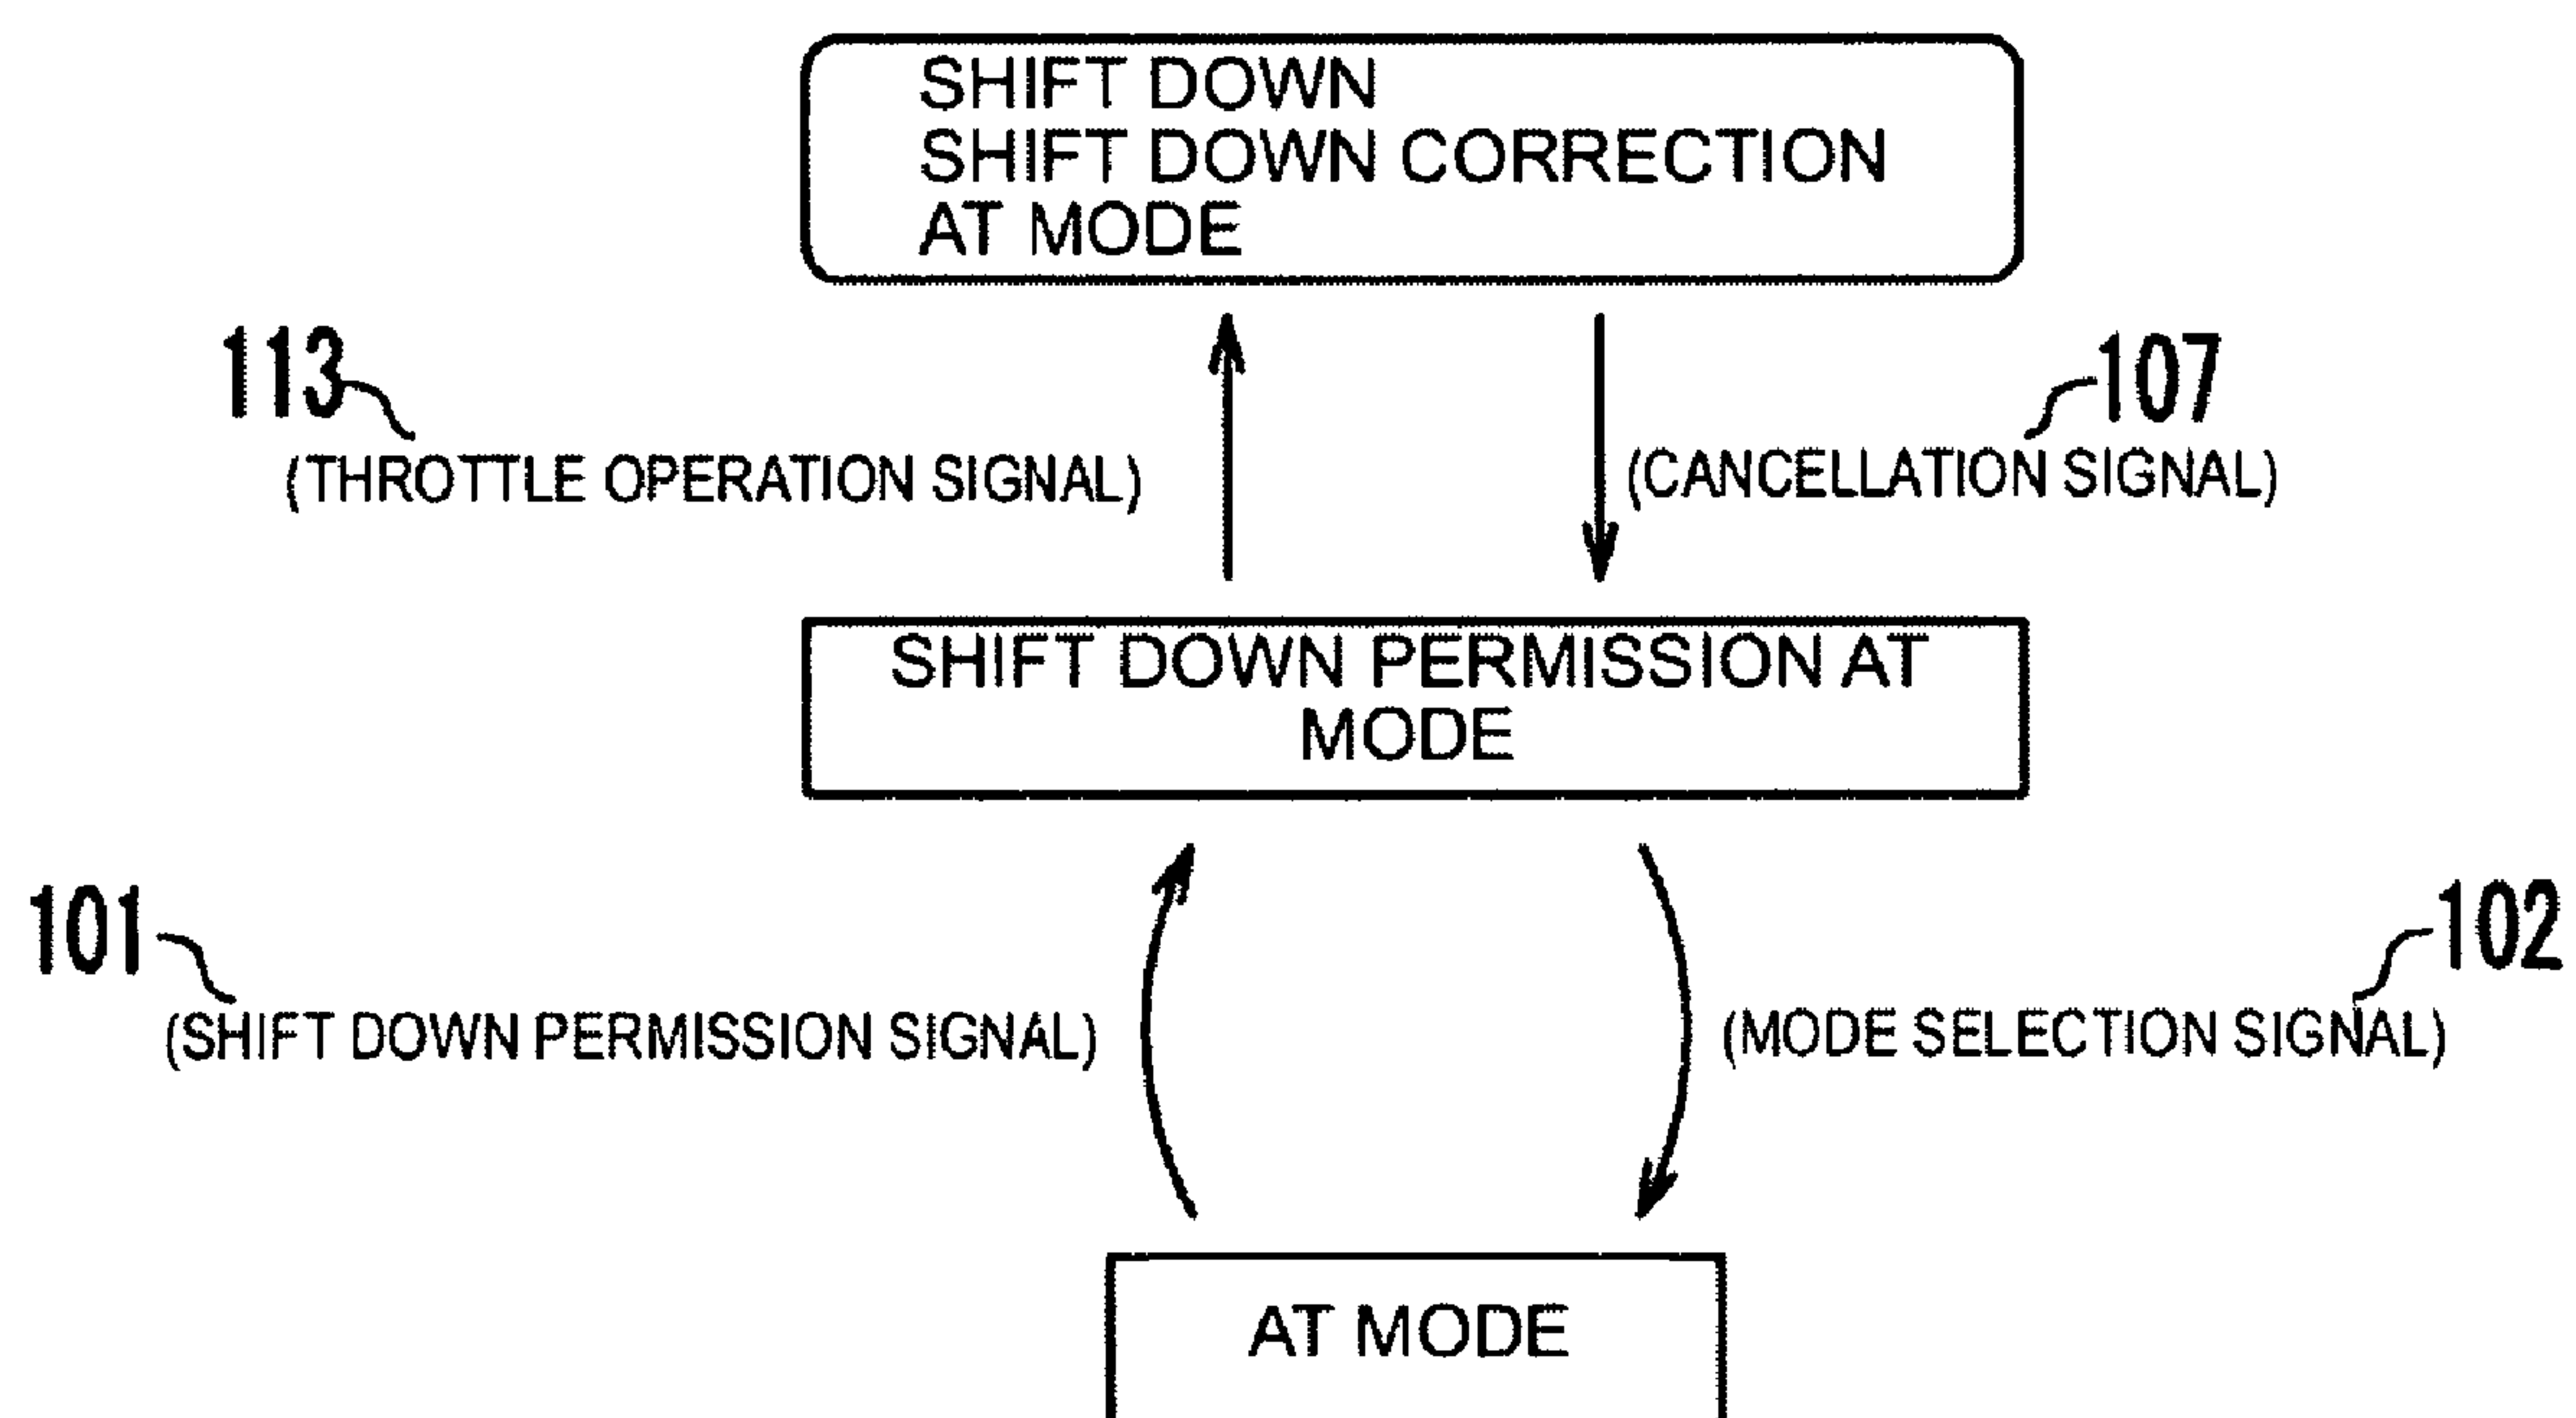 SHIFT DOWN
SHIFT DOWN CORRECTION
AT MODE
113
107
(THROTTLE OPERATION SIGNAL)
(CANCELLATION SIGNAL)
SHIFT DOWN PERMISSION AT
MODE
101
102
(SHIFT DOWN PERMISSION SIGNAL)
(MODE SELECTION SIGNAL)
AT MODE